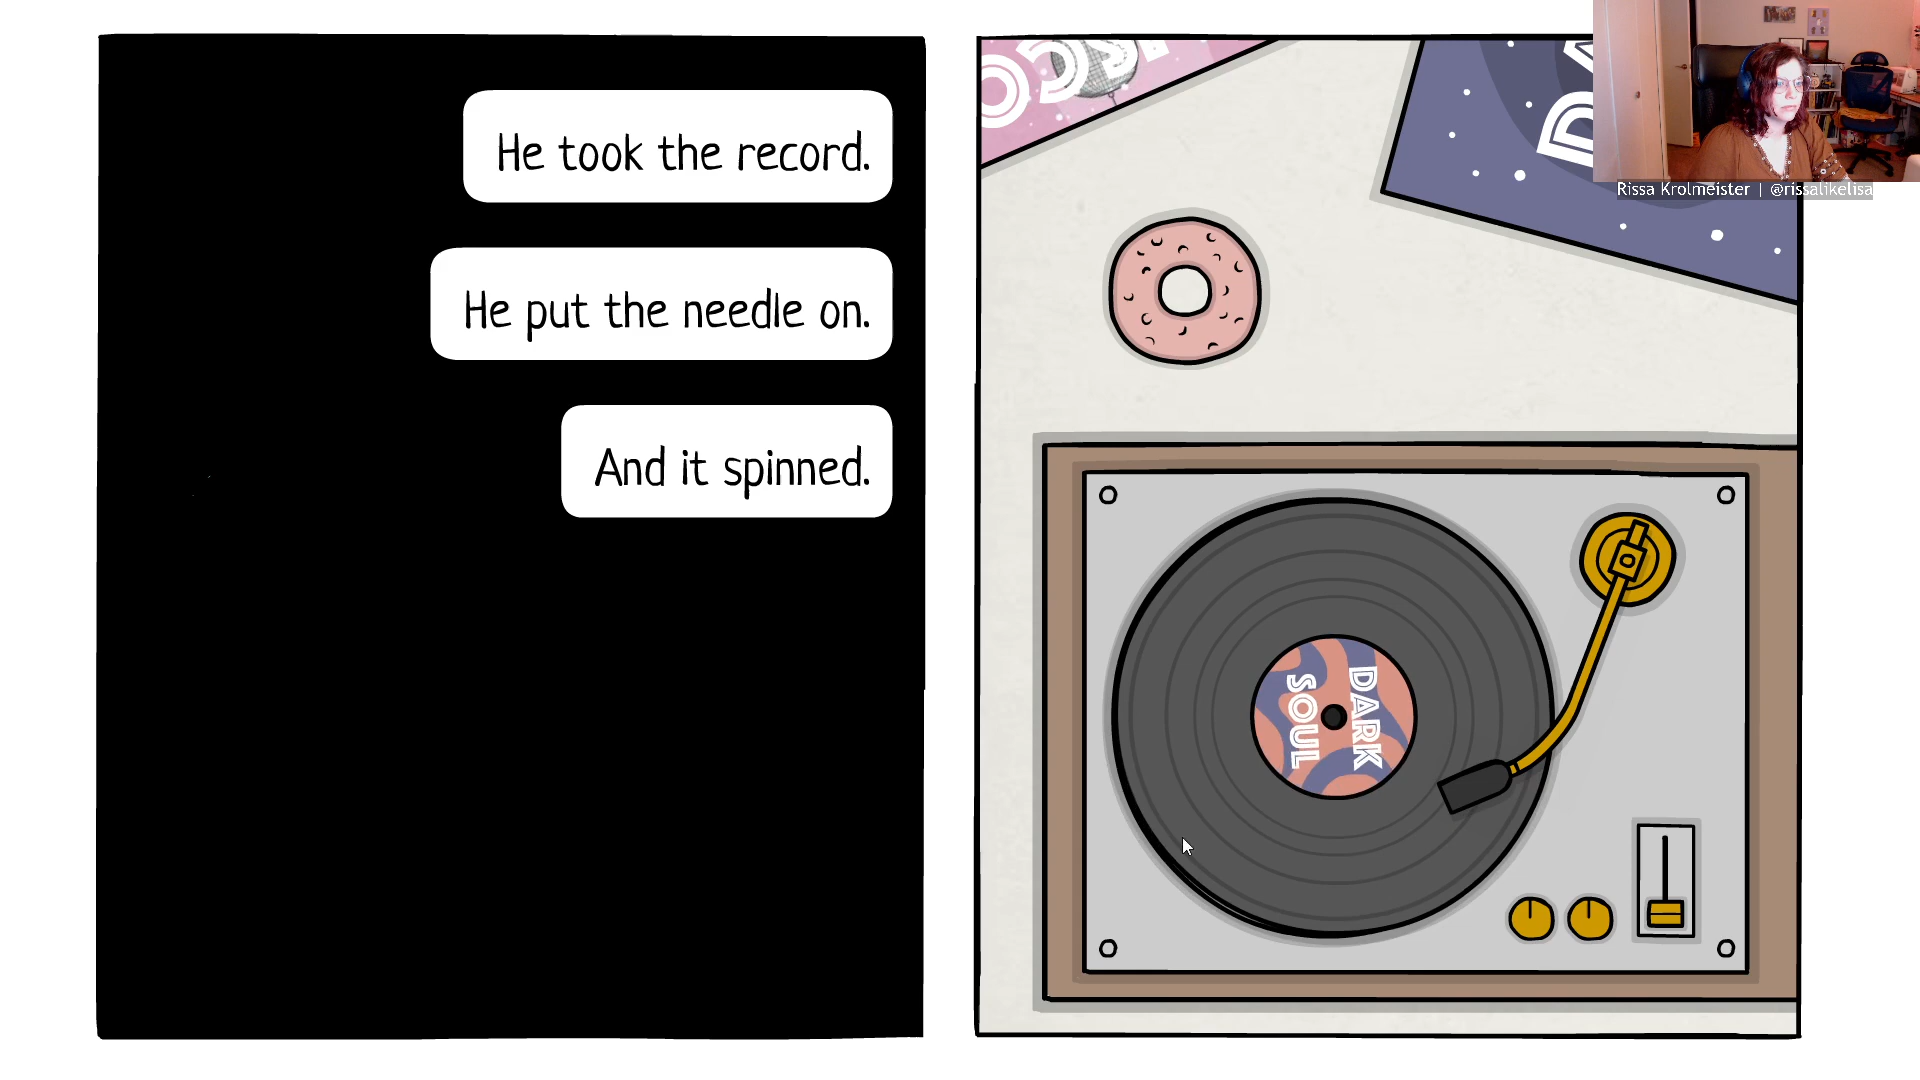 He took the record.
He put the needle on.
And it spinned.
DARK
SOUL
Rissa Krolmeister | @rissalikelisa